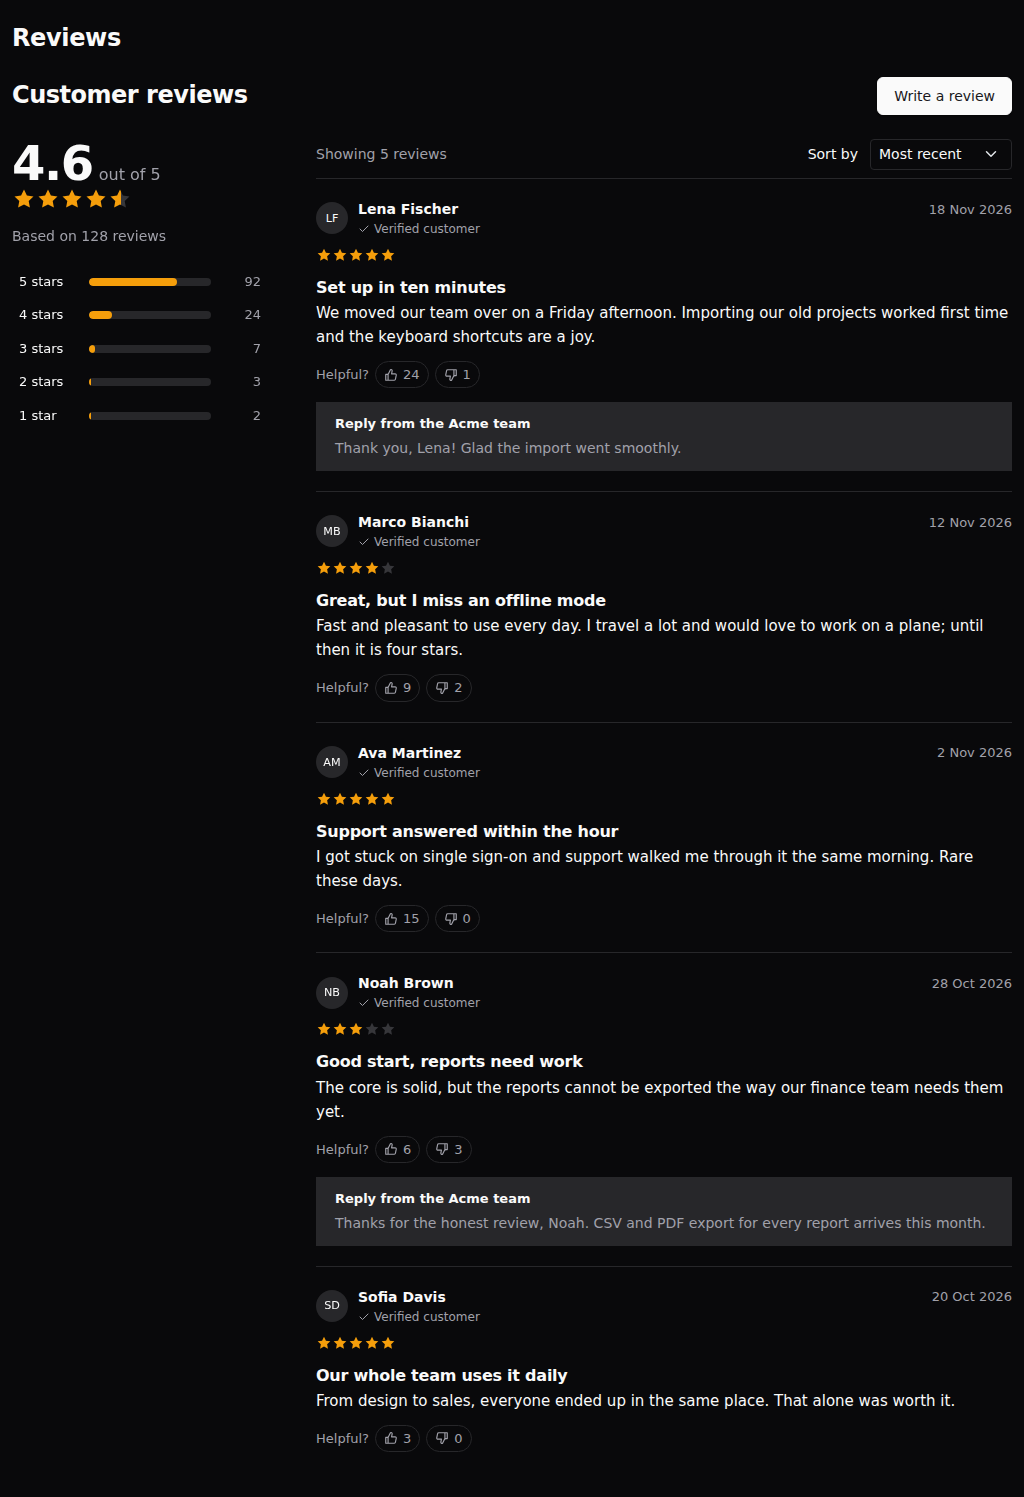 Reviews
Customer reviews
Write a review
4.6 out of 5
Based on 128 reviews
5 stars 92
4 stars 24
3 stars 7
2 stars 3
1 star 2
Showing 5 reviews
Sort by Most recent
LF Lena Fischer 18 Nov 2026
Verified customer
Set up in ten minutes
We moved our team over on a Friday afternoon. Importing our old projects worked first time
and the keyboard shortcuts are a joy.
Helpful? 24 1
Reply from the Acme team
Thank you, Lena! Glad the import went smoothly.
MB Marco Bianchi 12 Nov 2026
Verified customer
Great, but I miss an offline mode
Fast and pleasant to use every day. I travel a lot and would love to work on a plane; until
then it is four stars.
Helpful? 9 2
AM Ava Martinez 2 Nov 2026
Verified customer
Support answered within the hour
I got stuck on single sign-on and support walked me through it the same morning. Rare
these days.
Helpful? 15 0
NB Noah Brown 28 Oct 2026
Verified customer
Good start, reports need work
The core is solid, but the reports cannot be exported the way our finance team needs them
yet.
Helpful? 6 3
Reply from the Acme team
Thanks for the honest review, Noah. CSV and PDF export for every report arrives this month.
SD Sofia Davis 20 Oct 2026
Verified customer
Our whole team uses it daily
From design to sales, everyone ended up in the same place. That alone was worth it.
Helpful? 3 0